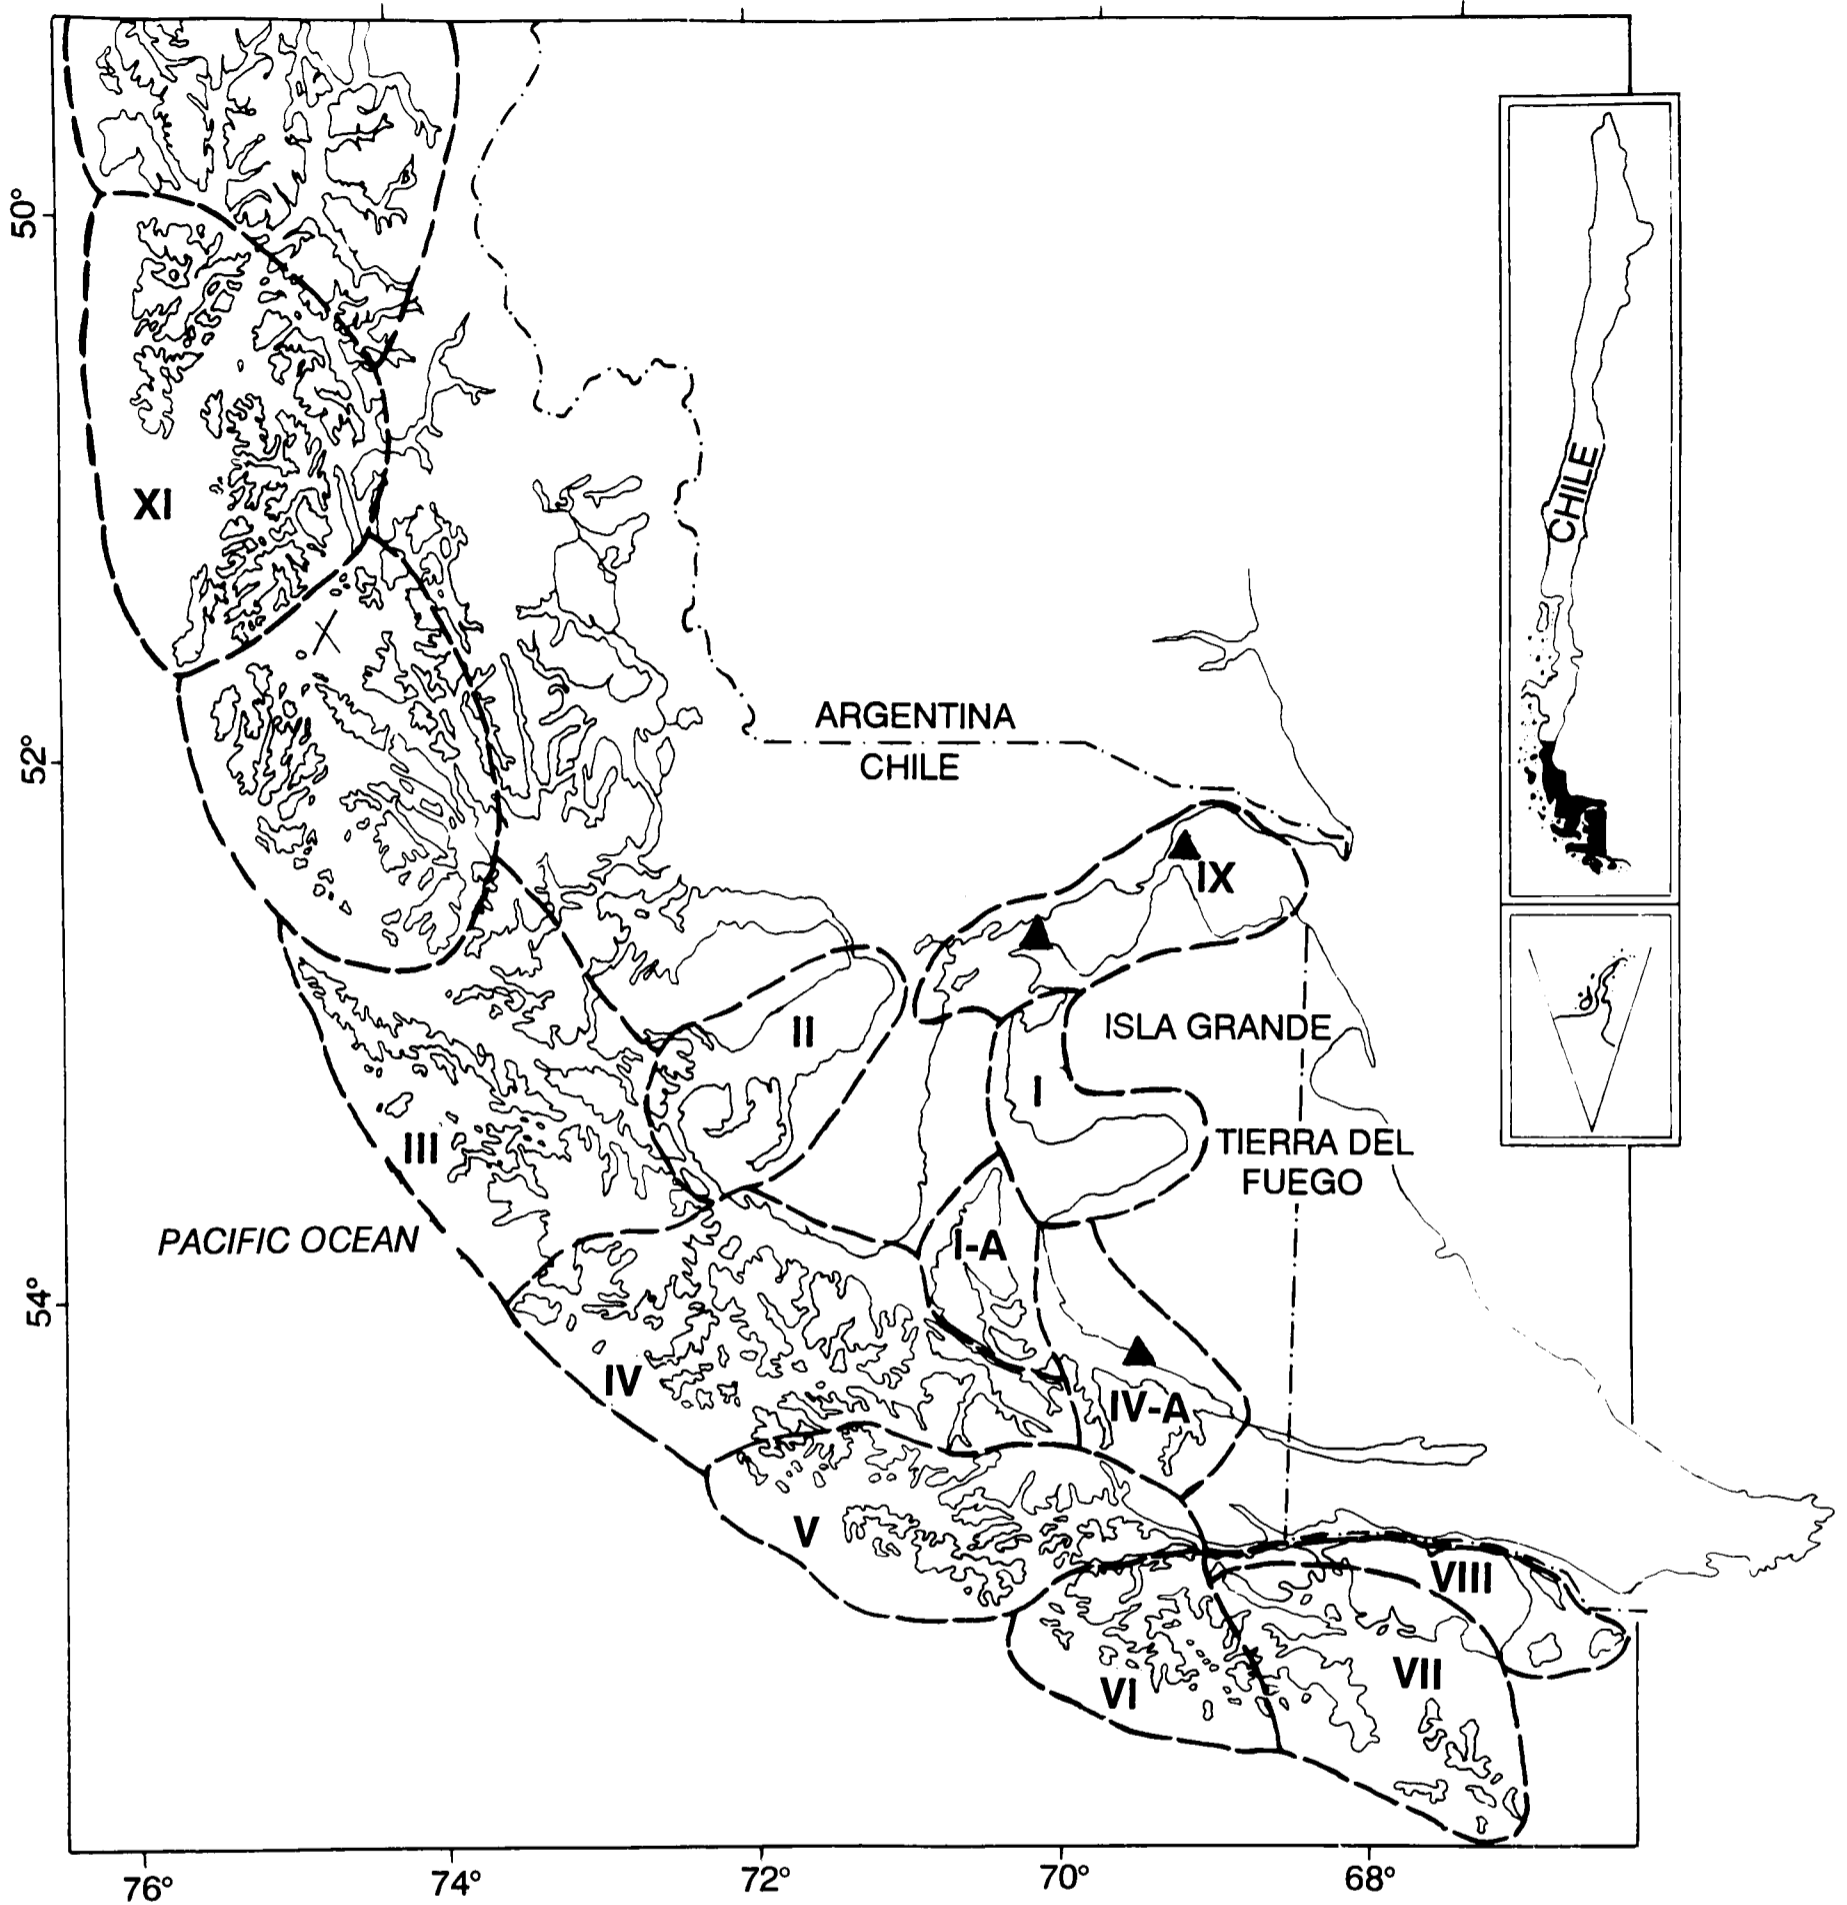 50°
XI
CHILE
52°
ARGENTINA
CHILE
IX
II
ISLA GRANDE
I
III
TIERRA DEL
FUEGO
PACIFIC OCEAN
I-A
54°
IV
IV-A
V
VIII
VII
VI
76°
74°
72°
70°
68°